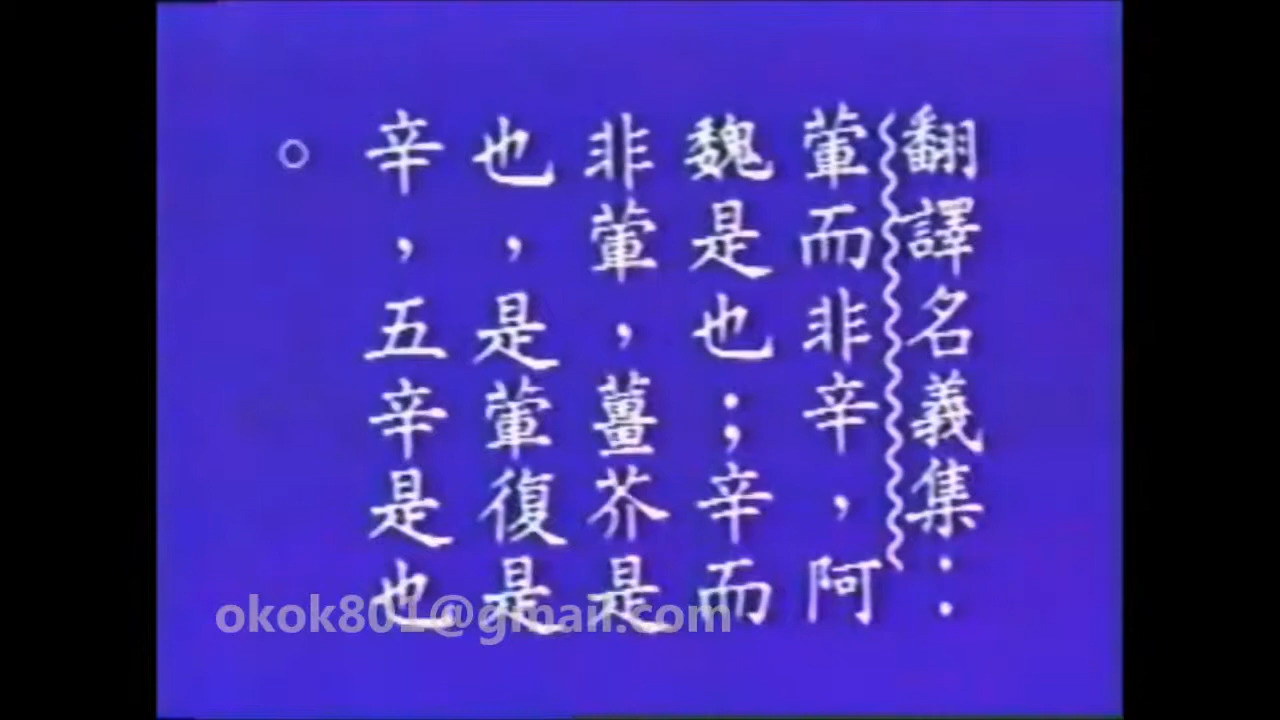 翻譯名義集：
葷而非辛，阿
魏是也；辛而
非葷，薑芥是
也，是葷復是
辛，五辛是也
。
okok801@gmail.com